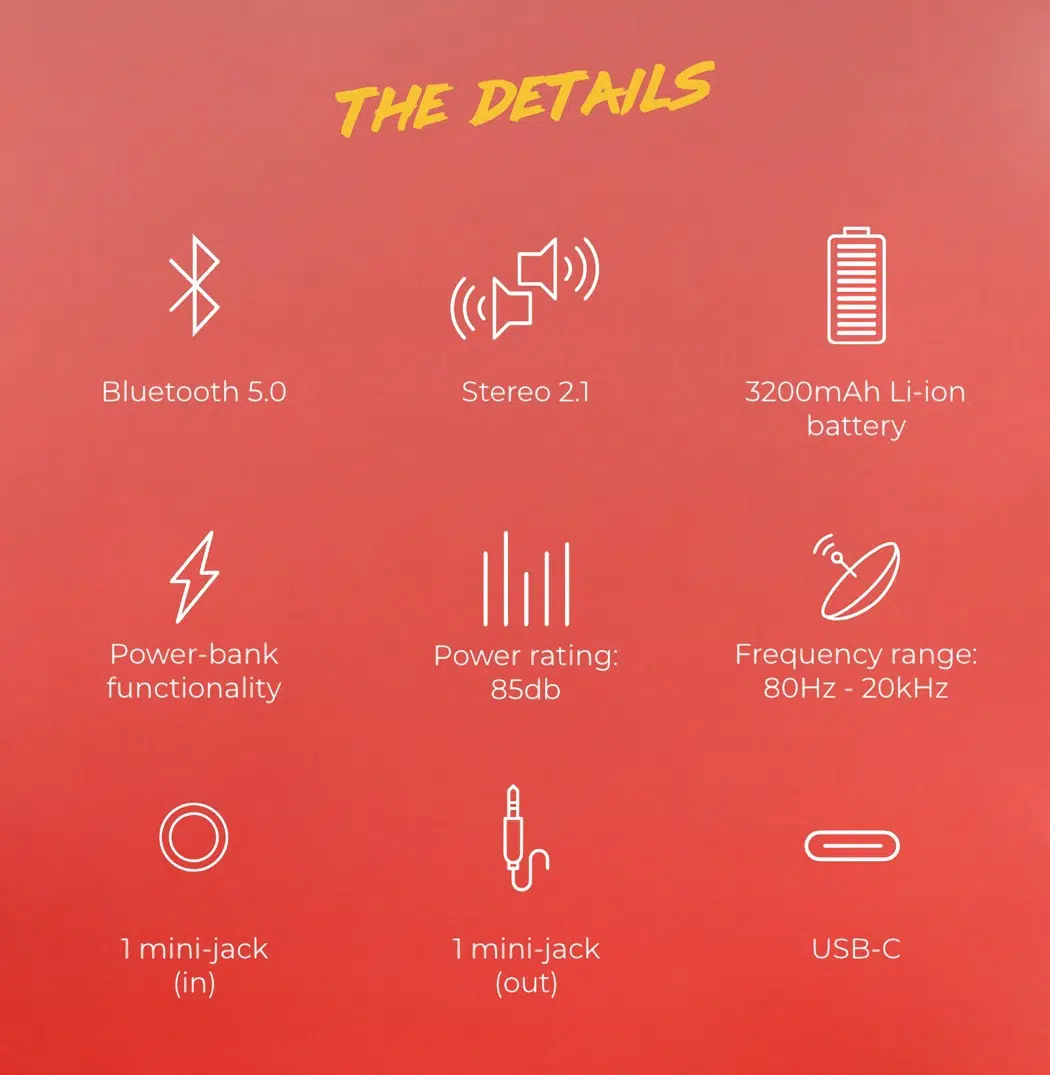 THE DETAILS
Bluetooth 5.0
Stereo 2.1
3200mAh Li-ion
battery
Power-bank
functionality
Power rating:
85db
Frequency range:
80Hz - 20kHz
1 mini-jack
(in)
1 mini-jack
(out)
USB-C